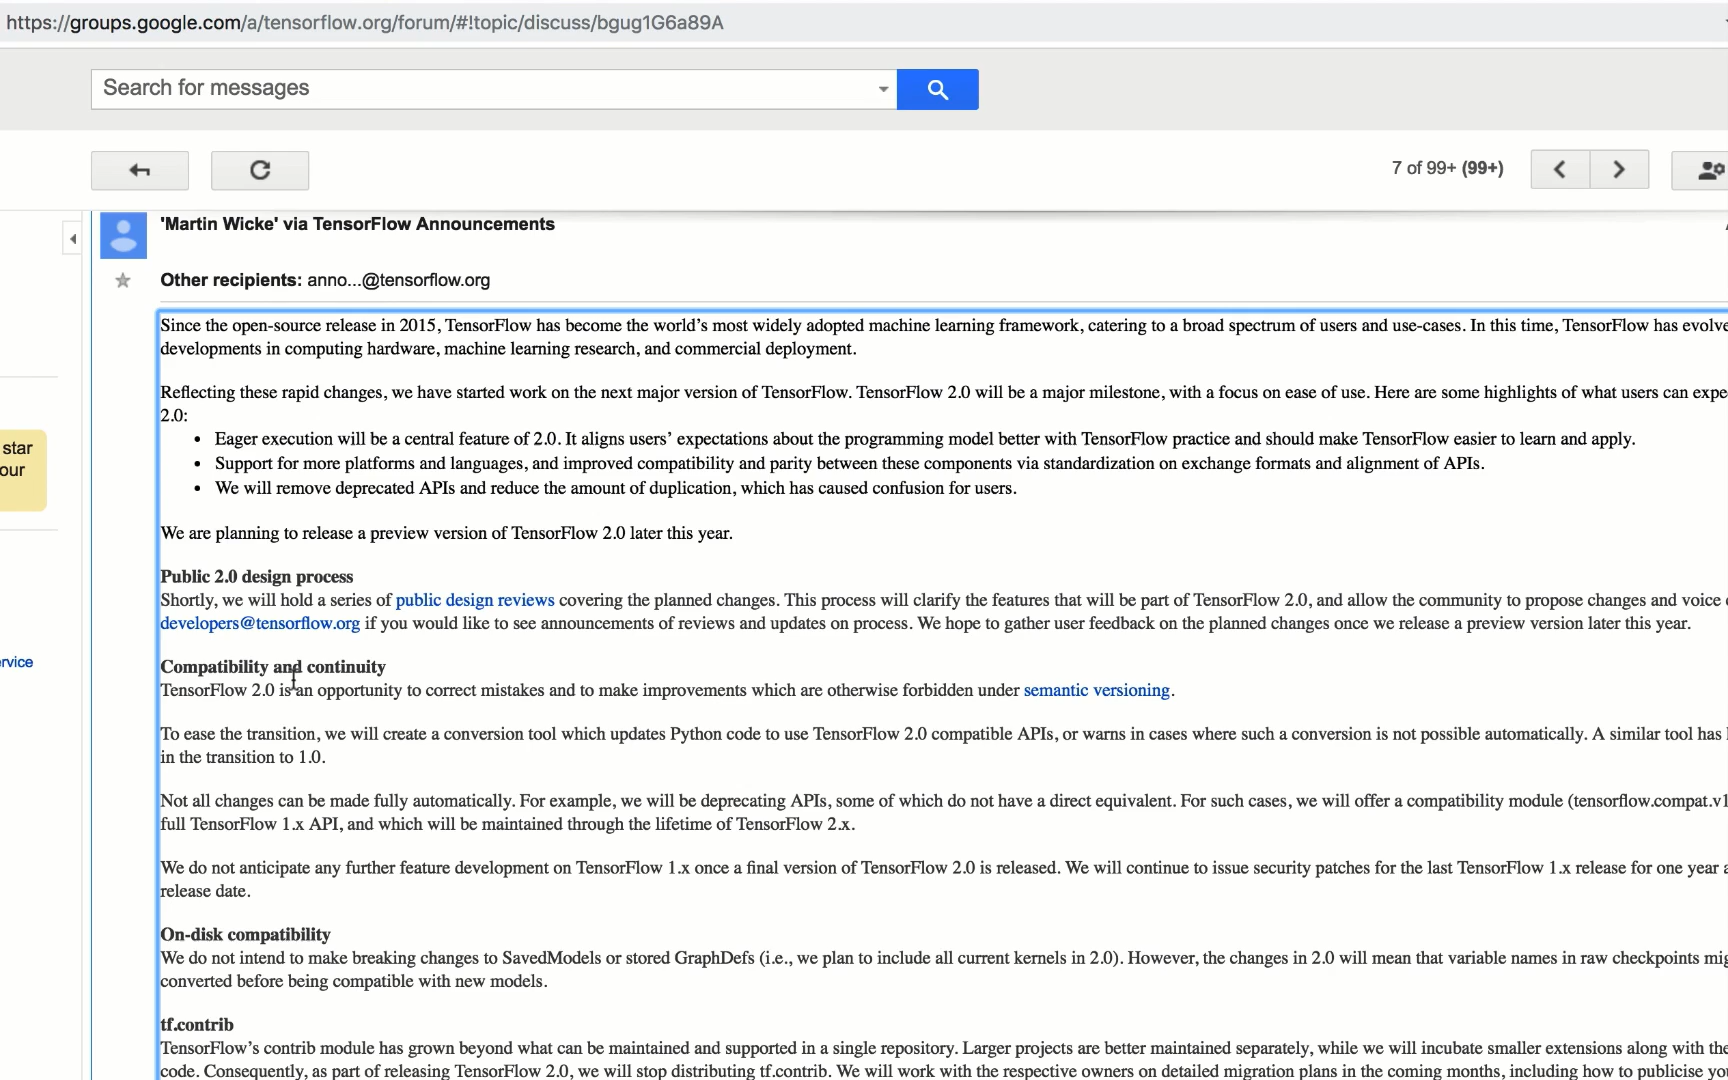 https://groups.google.com/a/tensorflow.org/forum/#!topic/discuss/bgug1G6a89A
Search for messages
7 of 99+ (99+)
'Martin Wicke' via TensorFlow Announcements
Other recipients: anno...@tensorflow.org
Since the open-source release in 2015, TensorFlow has become the world's most widely adopted machine learning framework, catering to a broad spectrum of users and use-cases. In this time, TensorFlow has evolve
developments in computing hardware, machine learning research, and commercial deployment.
Reflecting these rapid changes, we have started work on the next major version of TensorFlow. TensorFlow 2.0 will be a major milestone, with a focus on ease of use. Here are some highlights of what users can expe
2.0:
• Eager execution will be a central feature of 2.0. It aligns users' expectations about the programming model better with TensorFlow practice and should make TensorFlow easier to learn and apply.
• Support for more platforms and languages, and improved compatibility and parity between these components via standardization on exchange formats and alignment of APIs.
• We will remove deprecated APIs and reduce the amount of duplication, which has caused confusion for users.
star
our
We are planning to release a preview version of TensorFlow 2.0 later this year.
Public 2.0 design process
Shortly, we will hold a series of public design reviews covering the planned changes. This process will clarify the features that will be part of TensorFlow 2.0, and allow the community to propose changes and voice
developers@tensorflow.org if you would like to see announcements of reviews and updates on process. We hope to gather user feedback on the planned changes once we release a preview version later this year.
ervice
Compatibility and continuity
TensorFlow 2.0 is an opportunity to correct mistakes and to make improvements which are otherwise forbidden under semantic versioning.
To ease the transition, we will create a conversion tool which updates Python code to use TensorFlow 2.0 compatible APIs, or warns in cases where such a conversion is not possible automatically. A similar tool has
in the transition to 1.0.
Not all changes can be made fully automatically. For example, we will be deprecating APIs, some of which do not have a direct equivalent. For such cases, we will offer a compatibility module (tensorflow.compat.v1
full TensorFlow 1.x API, and which will be maintained through the lifetime of TensorFlow 2.x.
We do not anticipate any further feature development on TensorFlow 1.x once a final version of TensorFlow 2.0 is released. We will continue to issue security patches for the last TensorFlow 1.x release for one year
release date.
On-disk compatibility
We do not intend to make breaking changes to SavedModels or stored GraphDefs (i.e., we plan to include all current kernels in 2.0). However, the changes in 2.0 will mean that variable names in raw checkpoints mig
converted before being compatible with new models.
tf.contrib
TensorFlow's contrib module has grown beyond what can be maintained and supported in a single repository. Larger projects are better maintained separately, while we will incubate smaller extensions along with the
code. Consequently, as part of releasing TensorFlow 2.0, we will stop distributing tf.contrib. We will work with the respective owners on detailed migration plans in the coming months, including how to publicise yo